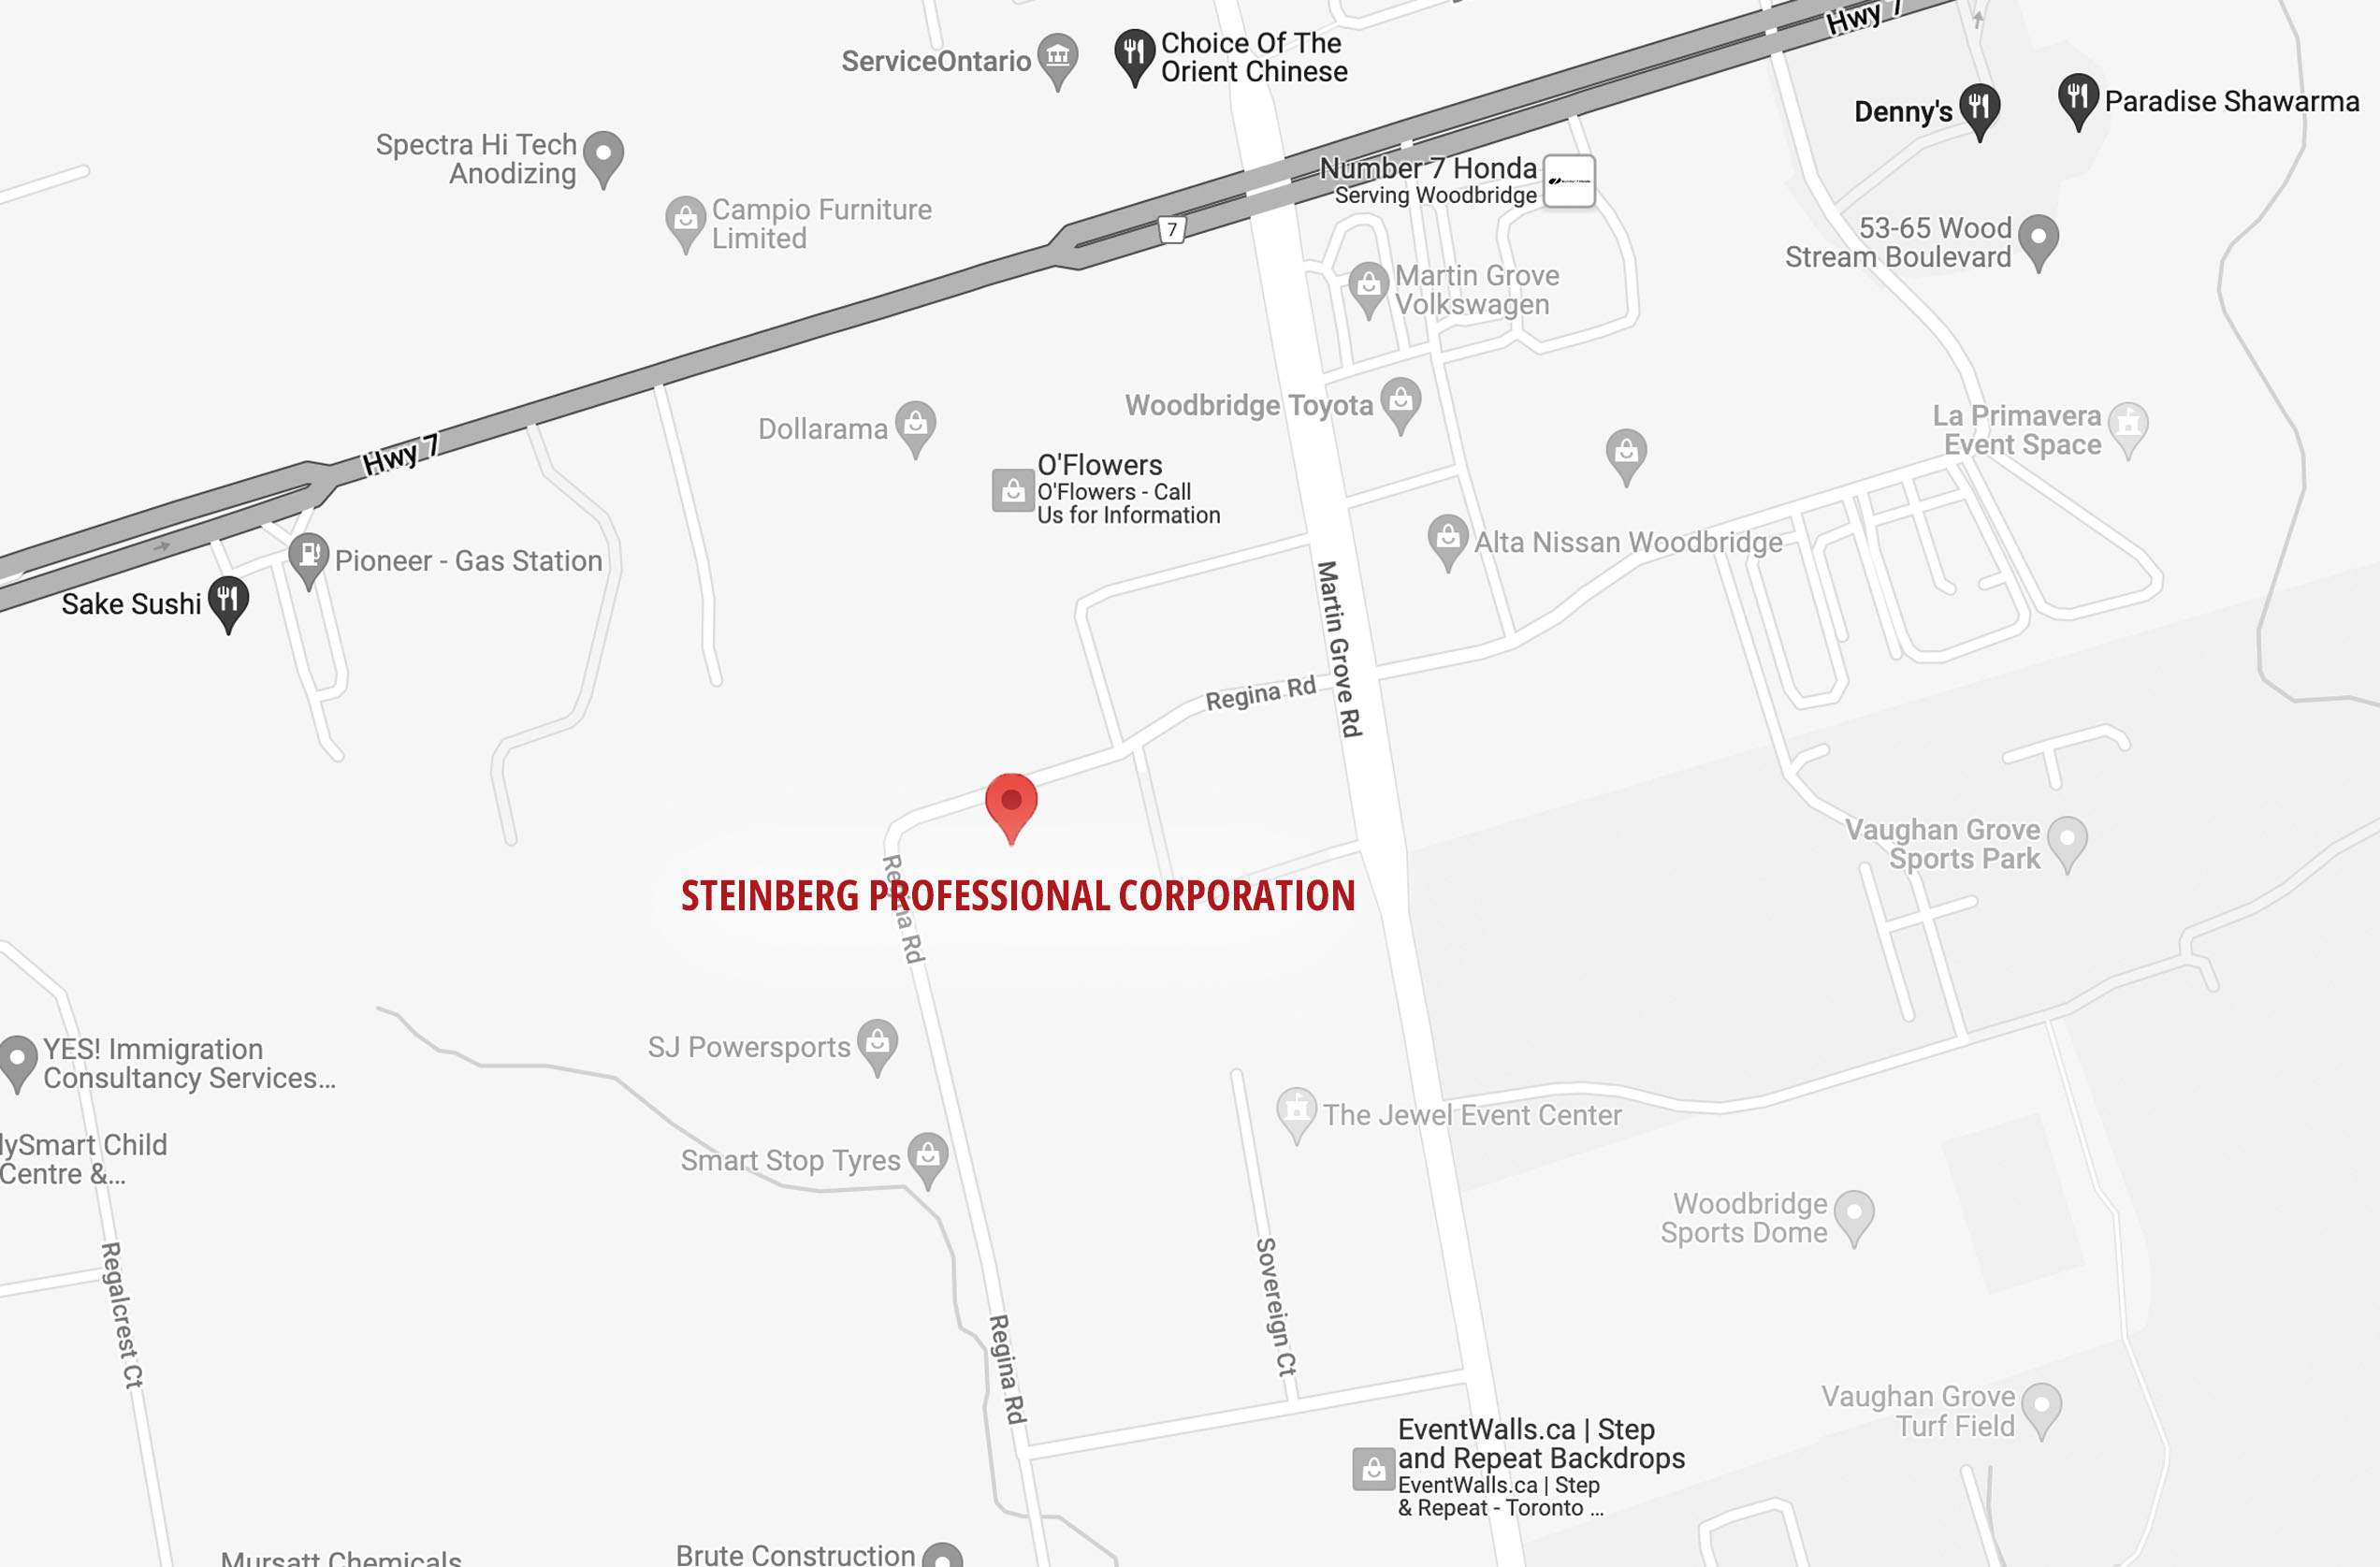 Hwy 7
ServiceOntario
Choice Of The
Orient Chinese
Denny's
Paradise Shawarma
Spectra Hi Tech
Anodizing
Number 7 Honda
Serving Woodbridge
Campio Furniture
Limited
7
53-65 Wood
Stream Boulevard
Martin Grove
Volkswagen
Woodbridge Toyota
Dollarama
La Primavera
Event Space
Hwy 7
O'Flowers
O'Flowers - Call
Us for Information
Alta Nissan Woodbridge
Pioneer - Gas Station
Sake Sushi
Martin Grove Rd
Regina Rd
Vaughan Grove
Sports Park
STEINBERG PROFESSIONAL CORPORATION
Regina Rd
YES! Immigration
Consultancy Services...
SJ Powersports
The Jewel Event Center
lySmart Child
Centre &...
Smart Stop Tyres
Woodbridge
Sports Dome
Regalcrest Ct
Sovereign Ct
Regina Rd
Vaughan Grove
Turf Field
EventWalls.ca | Step
and Repeat Backdrops
EventWalls.ca | Step
& Repeat - Toronto ...
Mursatt Chemicals
Brute Construction